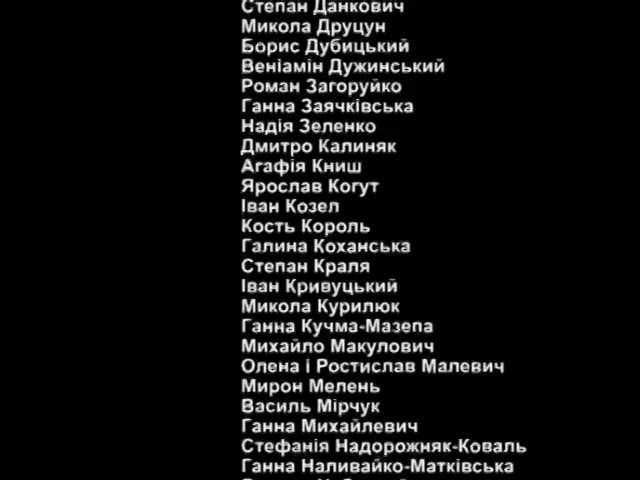 Степан Данкович
Микола Друцун
Борис Дубицький
Веніамін Дужинський
Роман Загоруйко
Ганна Заячківська
Надія Зеленко
Дмитро Калиняк
Агафія Книш
Ярослав Когут
Іван Козел
Кость Король
Галина Коханська
Степан Краля
Іван Кривуцький
Микола Курилюк
Ганна Кучма-Мазепа
Михайло Макулович
Олена і Ростислав Малевич
Мирон Мелень
Василь Мірчук
Ганна Михайлевич
Стефанія Надорожняк-Коваль
Ганна Наливайко-Матківська